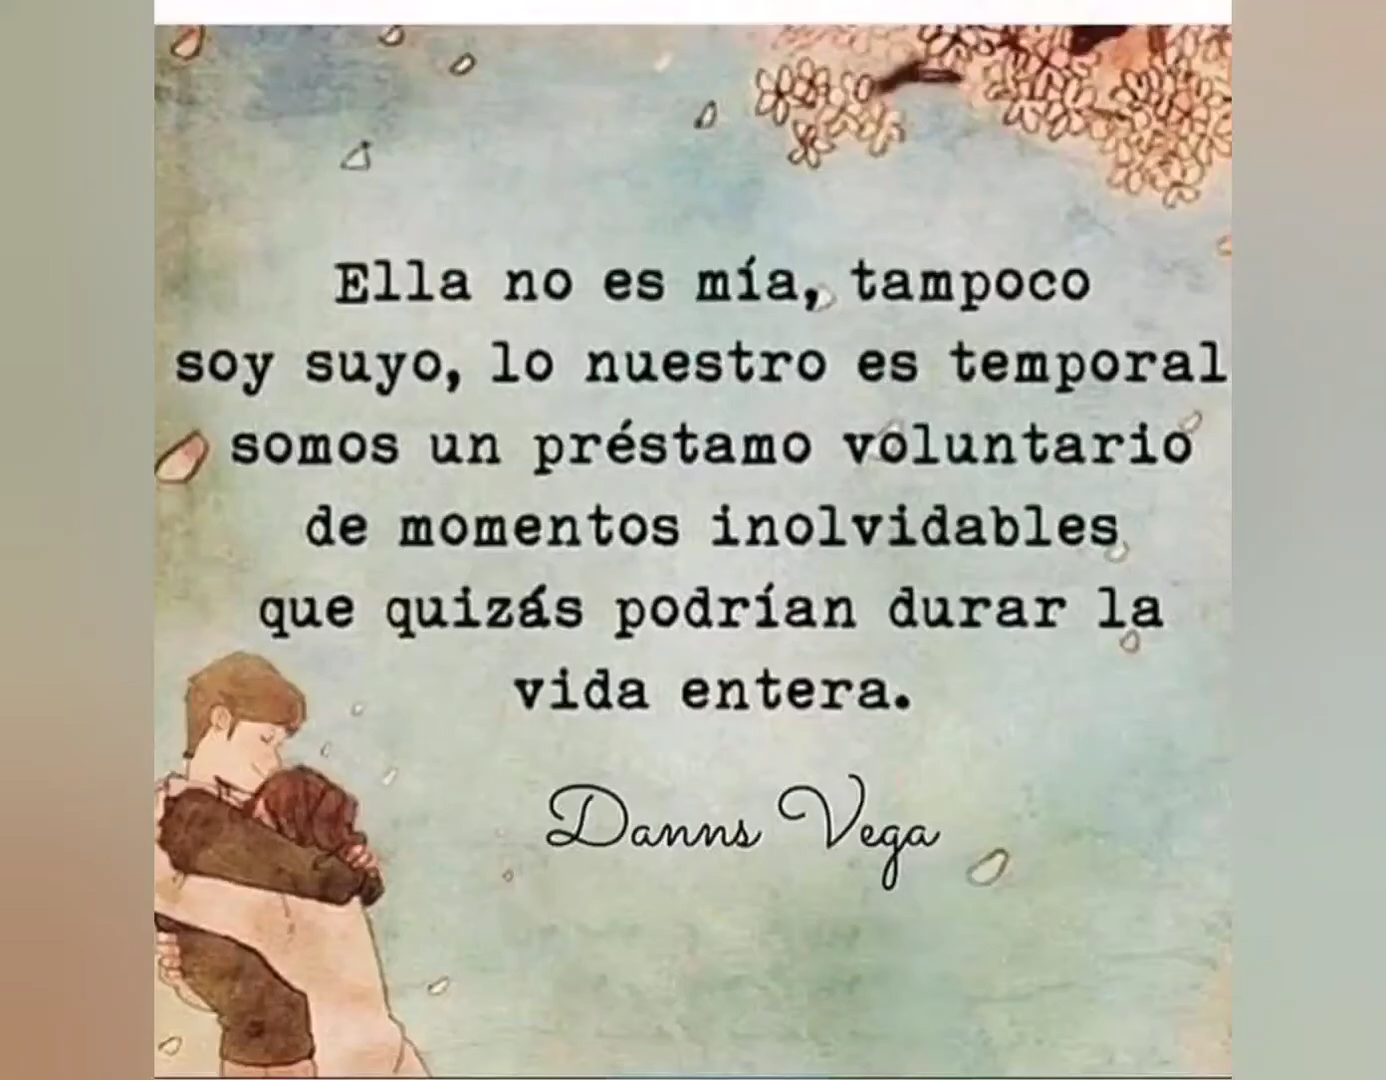 Ella no es mía, tampoco
soy suyo, lo nuestro es temporal
somos un préstamo voluntario
de momentos inolvidables
que quizás podrían durar la
vida entera.
Danns Vega